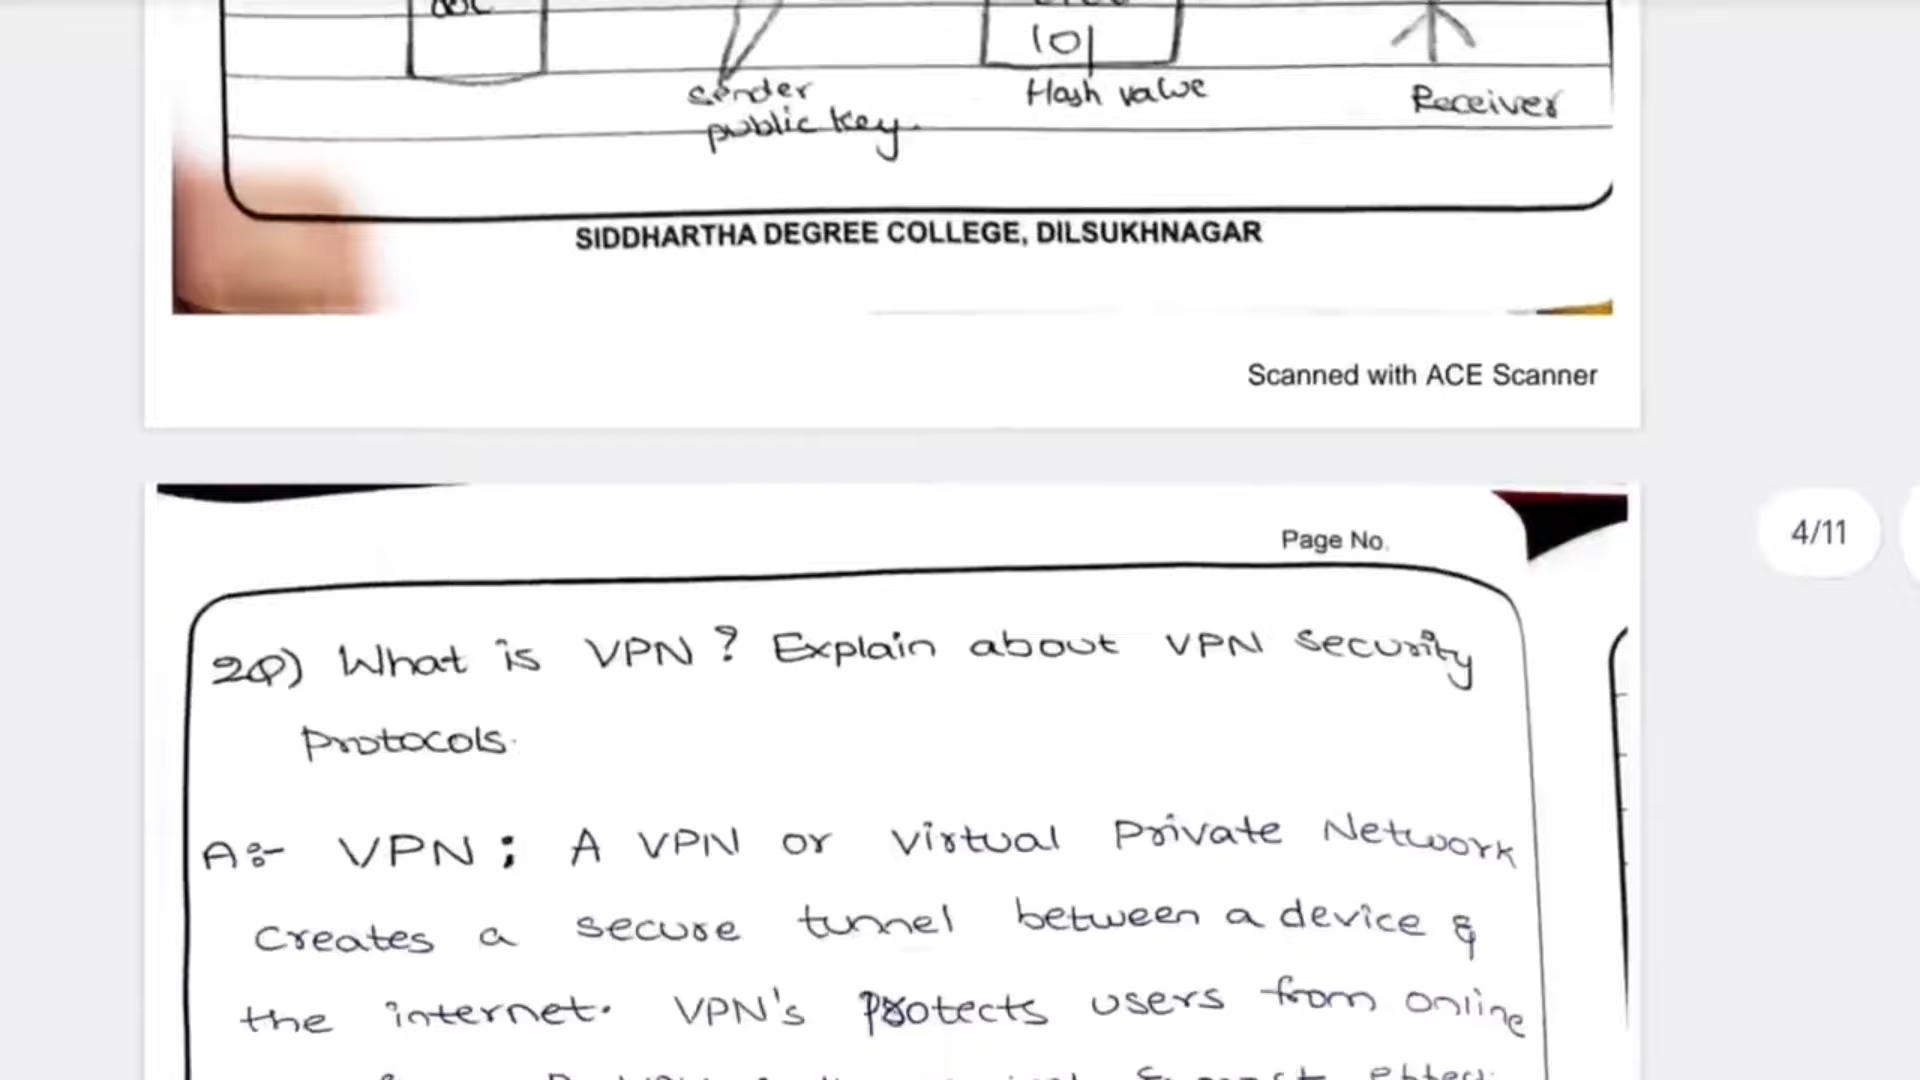 101
Sender
public key.
Hash value
Receiver
SIDDHARTHA DEGREE COLLEGE, DILSUKHNAGAR
Scanned with ACE Scanner
4/11
Page No.
2Q) What is VPN? Explain about VPN Security
Protocols.
A:- VPN: A VPN or Virtual Private Network
Creates a secure tunnel between a device &
the internet. VPN's Protects users from online